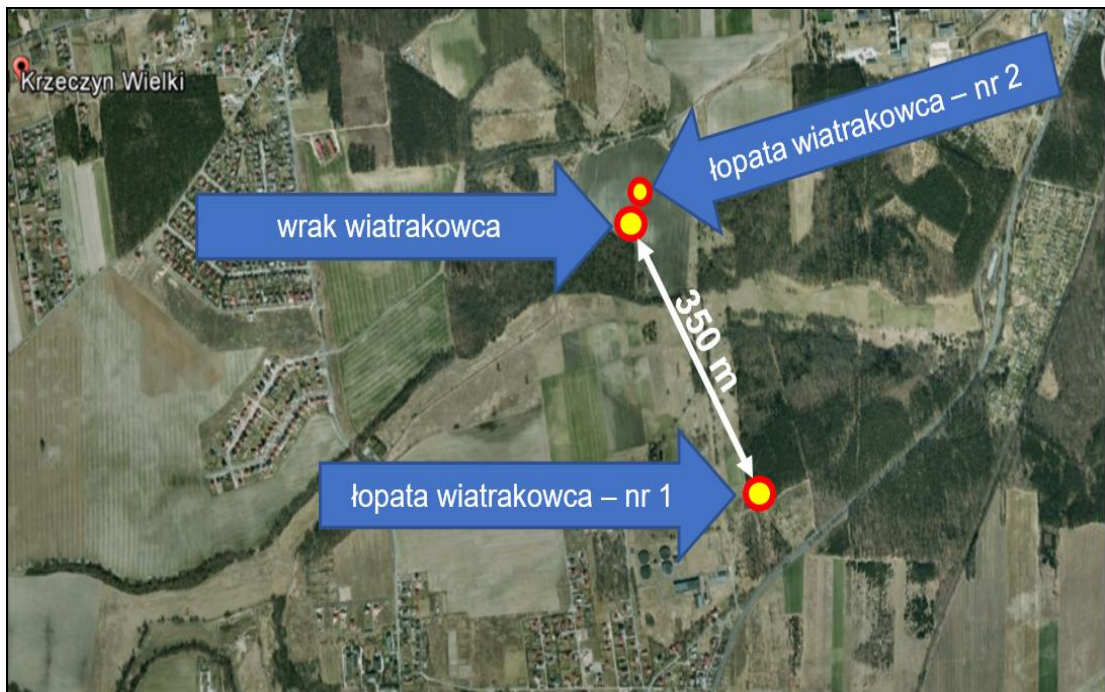 Krzeczyn Wielki
łopata wiatrakowca – nr 2
wrak wiatrakowca
350 m
łopata wiatrakowca – nr 1